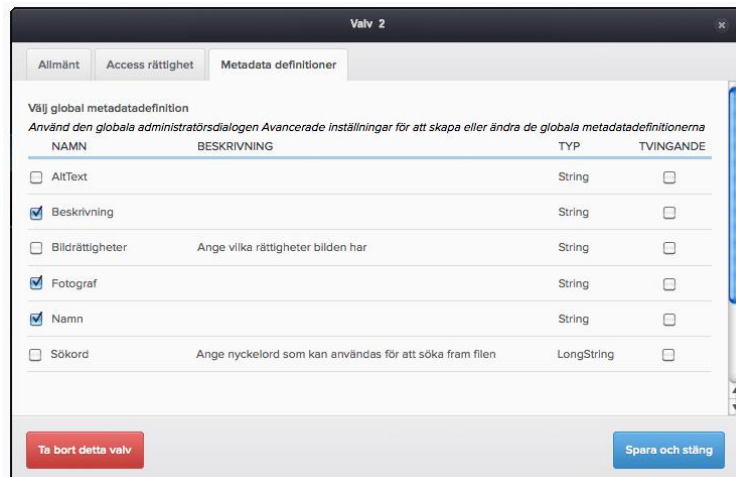 Valv 2
Allmänt Access rättighet Metadata definitioner
Välj global metadatadefinition
Använd den globala administratörsdialogen Avancerade inställningar för att skapa eller ändra de globala metadatadefinitionerna
NAMN BESKRIVNING TYP TVINGANDE
AltText String
Beskrivning String
Bildrättigheter Ange vilka rättigheter bilden har String
Fotograf String
Namn String
Sökord Ange nyckelord som kan användas för att söka fram filen LongString
Ta bort detta valv Spara och stäng